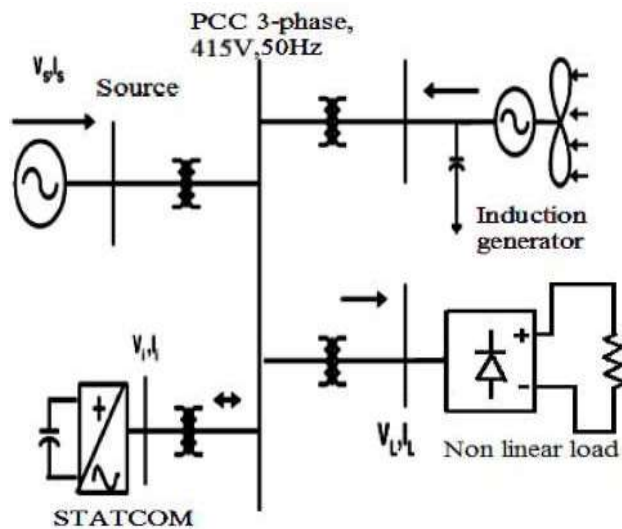 PCC 3-phase,
415V,50Hz
Vs,Is
Source
Induction
generator
Vi,Ii
+
STATCOM
+
-
VL,IL
Non linear load